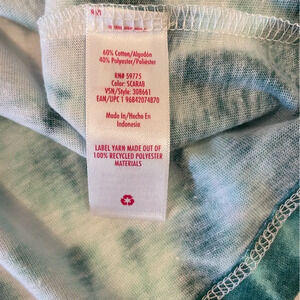 60% Cotton/Algodón
40% Polyester/Poliéster
RN# 59775
Color: SCARAB
VSN/Style: 308661
EAN/UPC 1 96842074870
Made In/Hecho En
Indonesia
LABEL YARN MADE OUT OF
100% RECYCLED POLYESTER
MATERIALS